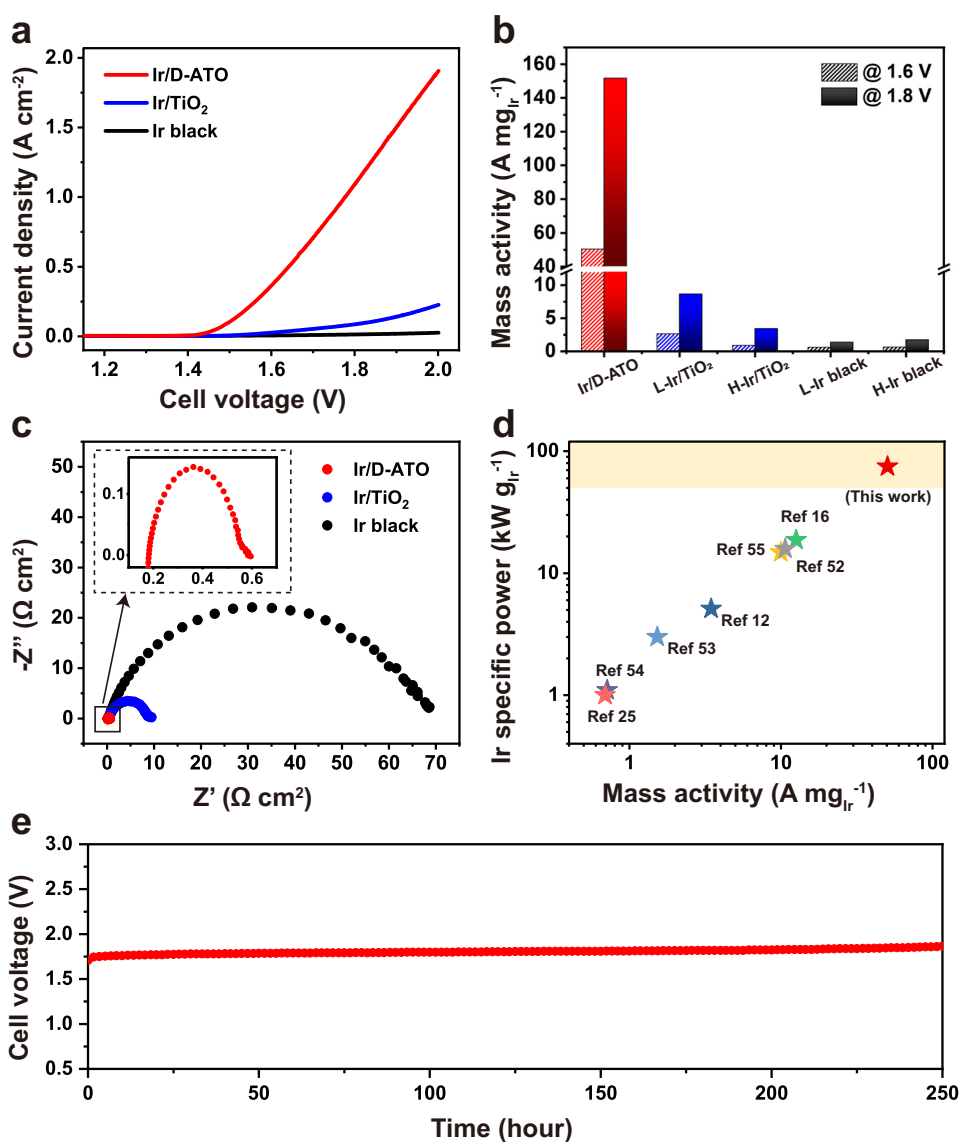 a
Current density (A cm⁻²)
2.0
1.5
1.0
0.5
0.0
Ir/D-ATO
Ir/TiO₂
Ir black
1.2 1.4 1.6 1.8 2.0
Cell voltage (V)
b
Mass activity (A mg_Ir⁻¹)
160
140
120
100
80
60
40
10
5
0
@ 1.6 V
@ 1.8 V
Ir/D-ATO L-Ir/TiO₂ H-Ir/TiO₂ L-Ir black H-Ir black
c
-Z'' (Ω cm²)
50
40
30
20
10
0
0.1
0.0
0.2 0.4 0.6
Ir/D-ATO
Ir/TiO₂
Ir black
0 10 20 30 40 50 60 70
Z' (Ω cm²)
d
Ir specific power (kW g_Ir⁻¹)
100
10
1
(This work)
Ref 16
Ref 55
Ref 52
Ref 12
Ref 53
Ref 54
Ref 25
1 10 100
Mass activity (A mg_Ir⁻¹)
e
Cell voltage (V)
3.0
2.5
2.0
1.5
1.0
0.5
0 50 100 150 200 250
Time (hour)